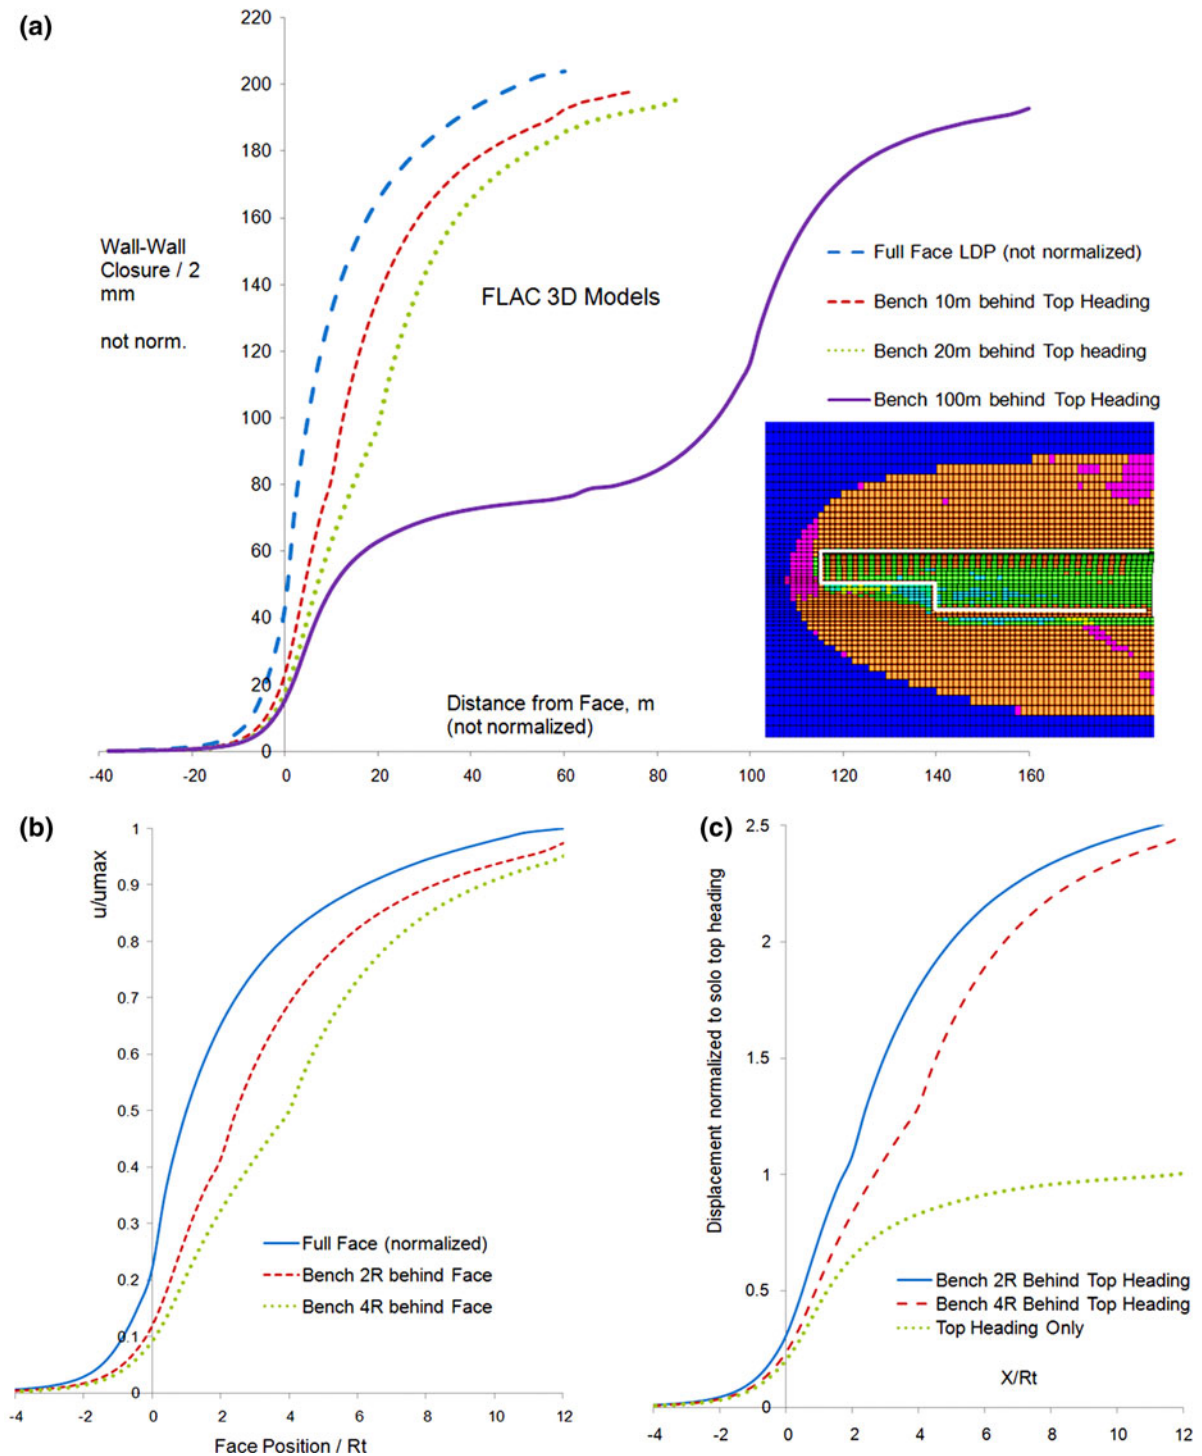 (a)
220
200
180
160
140
120
100
80
60
40
20
0
-40
-20
0
20
40
60
80
100
120
140
160
Wall-Wall
Closure / 2
mm
not norm.
FLAC 3D Models
Distance from Face, m
(not normalized)
Full Face LDP (not normalized)
Bench 10m behind Top Heading
Bench 20m behind Top heading
Bench 100m behind Top Heading
(b)
u/umax
1
0.9
0.8
0.7
0.6
0.5
0.4
0.3
0.2
0.1
0
-4
-2
0
2
4
6
8
10
12
Face Position / Rt
Full Face (normalized)
Bench 2R behind Face
Bench 4R behind Face
(c)
Displacement normalized to solo top heading
2.5
2
1.5
1
0.5
0
-4
-2
0
2
4
6
8
10
12
Bench 2R Behind Top Heading
Bench 4R Behind Top Heading
Top Heading Only
X/Rt